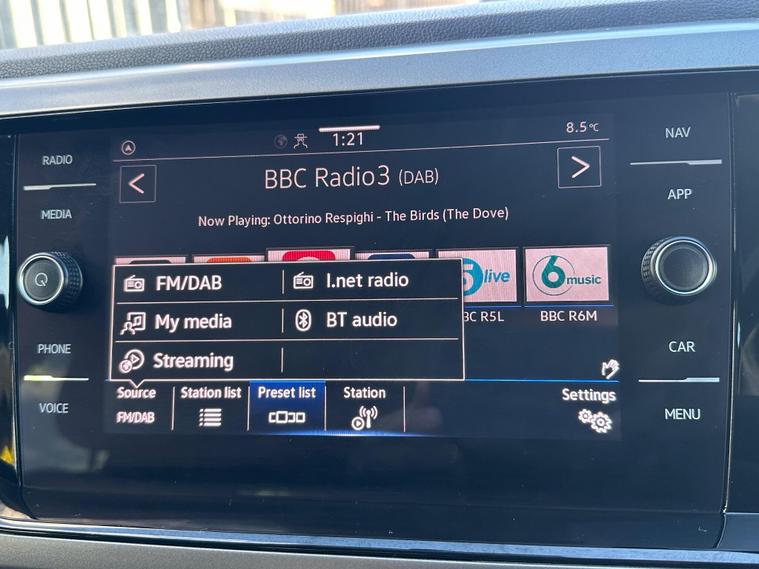 1:21
8.5°C
BBC Radio3 (DAB)
Now Playing: Ottorino Respighi - The Birds (The Dove)
RADIO
MEDIA
PHONE
VOICE
NAV
APP
CAR
MENU
FM/DAB
I.net radio
My media
BT audio
Streaming
5 live
6 music
BC R5L
BBC R6M
Source
FM/DAB
Station list
Preset list
Station
Settings